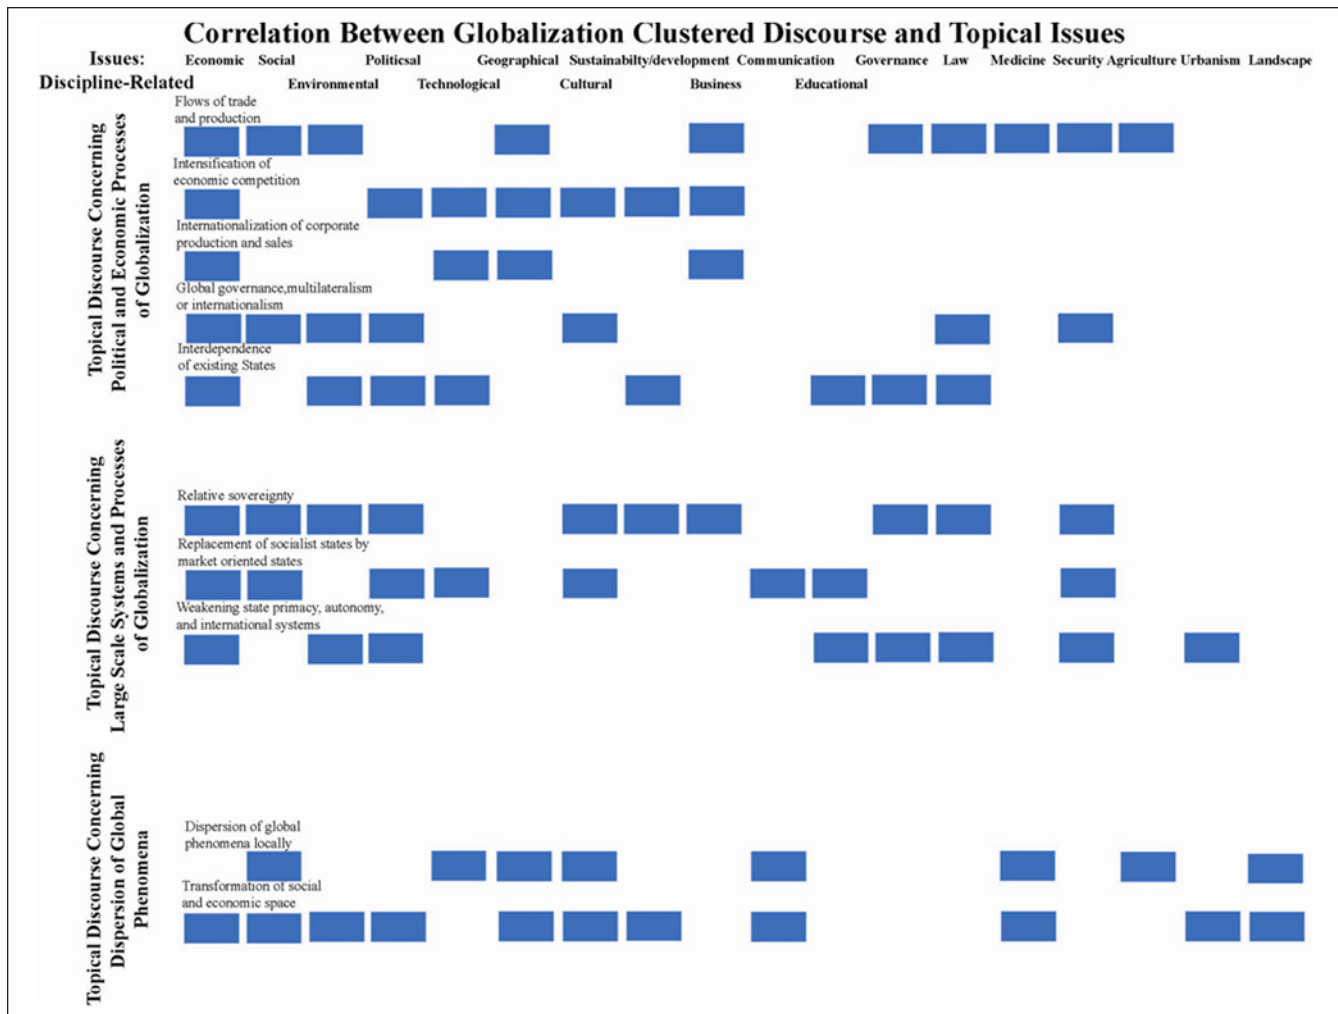 Correlation Between Globalization Clustered Discourse and Topical Issues
Issues: Economic Social Politicsal Geographical Sustainabilty/development Communication Governance Law Medicine Security Agriculture Urbanism Landscape
Discipline-Related Environmental Technological Cultural Business Educational
Topical Discourse Concerning
Political and Economic Processes
of Globalization
Flows of trade
and production
Intensification of
economic competition
Internationalization of corporate
production and sales
Global governance,multilateralism
or internationalism
Interdependence
of existing States
Topical Discourse Concerning
Large Scale Systems and Processes
of Globalization
Relative sovereignty
Replacement of socialist states by
market oriented states
Weakening state primacy, autonomy,
and international systems
Topical Discourse Concerning
Dispersion of Global
Phenomena
Dispersion of global
phenomena locally
Transformation of social
and economic space